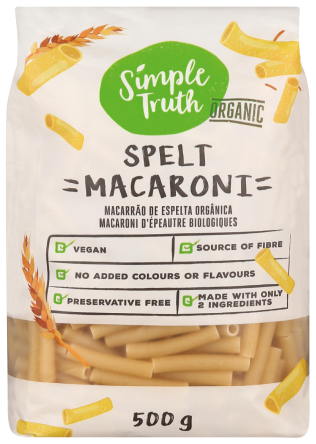 Simple
Truth
ORGANIC
SPELT
=MACARONI=
MACARRÃO DE ESPELTA ORGÂNICA
MACARONI D'ÉPEAUTRE BIOLOGIQUES
VEGAN
SOURCE OF FIBRE
NO ADDED COLOURS OR FLAVOURS
PRESERVATIVE FREE
MADE WITH ONLY
2 INGREDIENTS
500 g